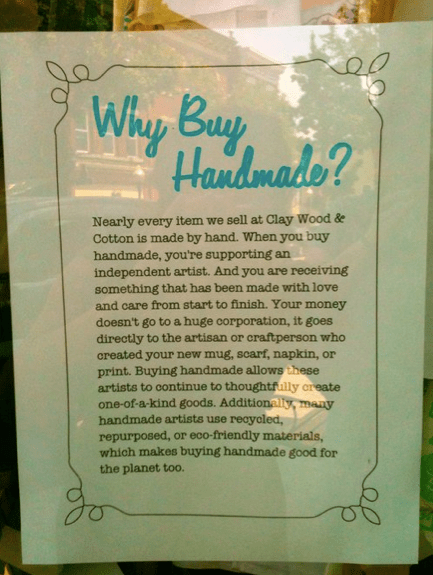 Why Buy
Handmade?
Nearly every item we sell at Clay Wood &
Cotton is made by hand. When you buy
handmade, you're supporting an
independent artist. And you are receiving
something that has been made with love
and care from start to finish. Your money
doesn't go to a huge corporation, it goes
directly to the artisan or craftperson who
created your new mug, scarf, napkin, or
print. Buying handmade allows these
artists to continue to thoughtfully create
one-of-a-kind goods. Additionally, many
handmade artists use recycled,
repurposed, or eco-friendly materials,
which makes buying handmade good for
the planet too.